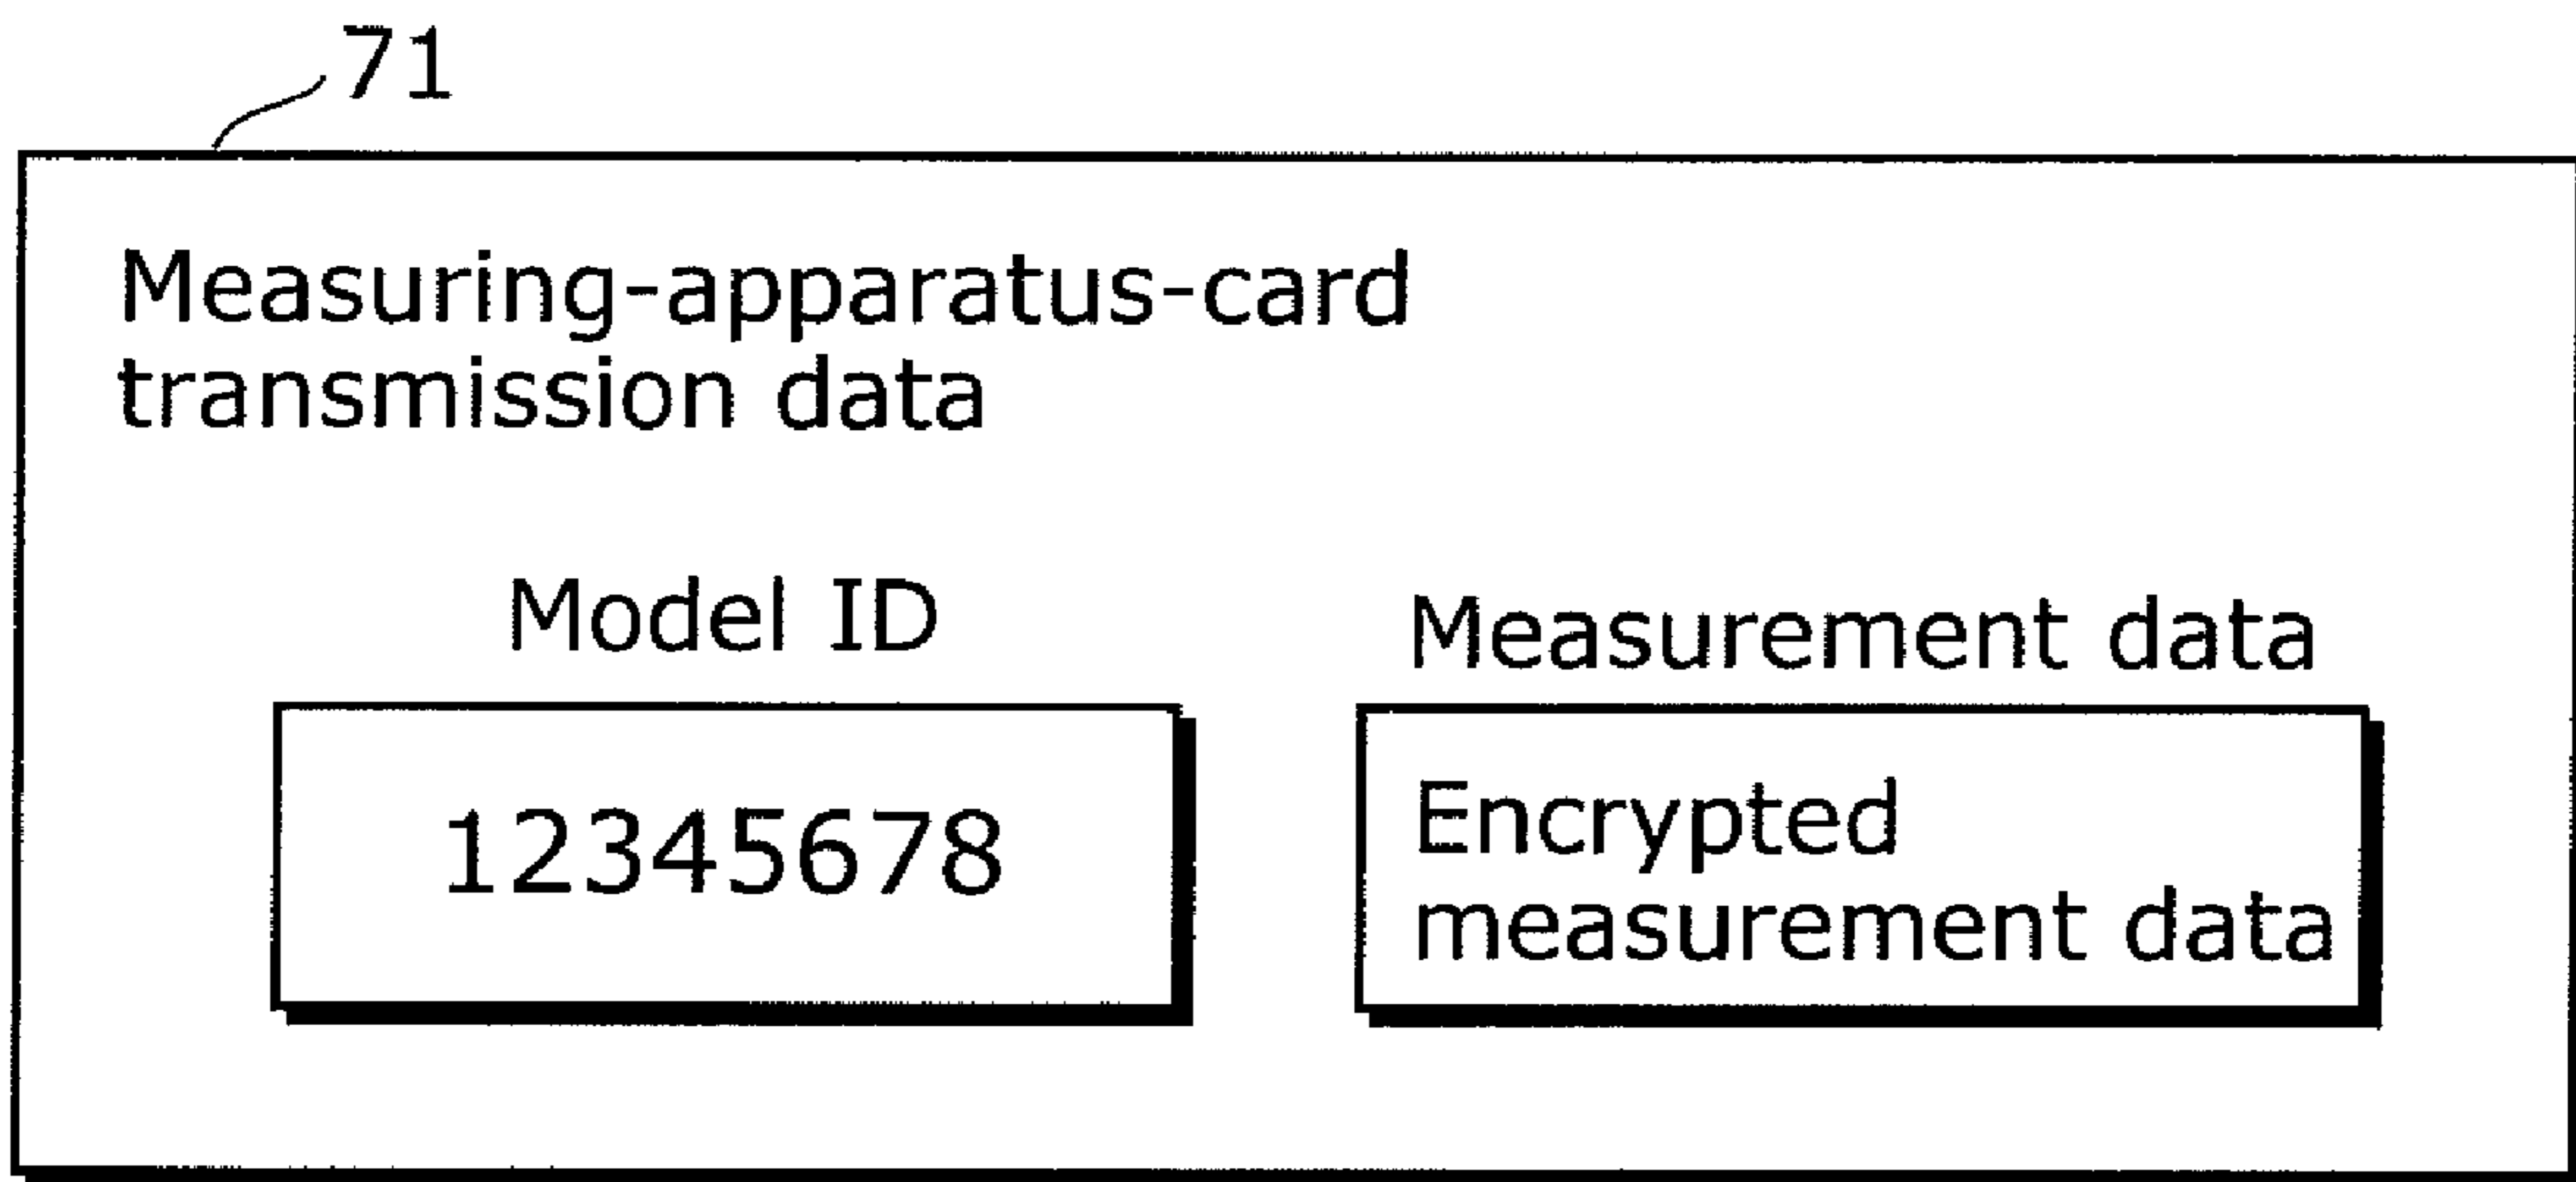 71
Measuring-apparatus-card
transmission data
Model ID
Measurement data
12345678
Encrypted
measurement data